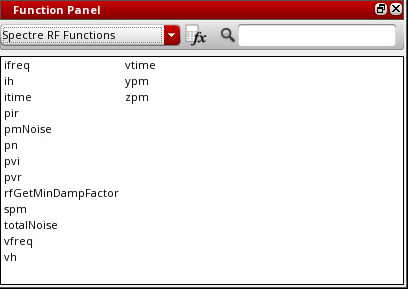 Function Panel
Spectre RF Functions
fx
ifreq
ih
itime
pir
pmNoise
pn
pvi
pvr
rfGetMinDampFactor
spm
totalNoise
vfreq
vh
vtime
ypm
zpm